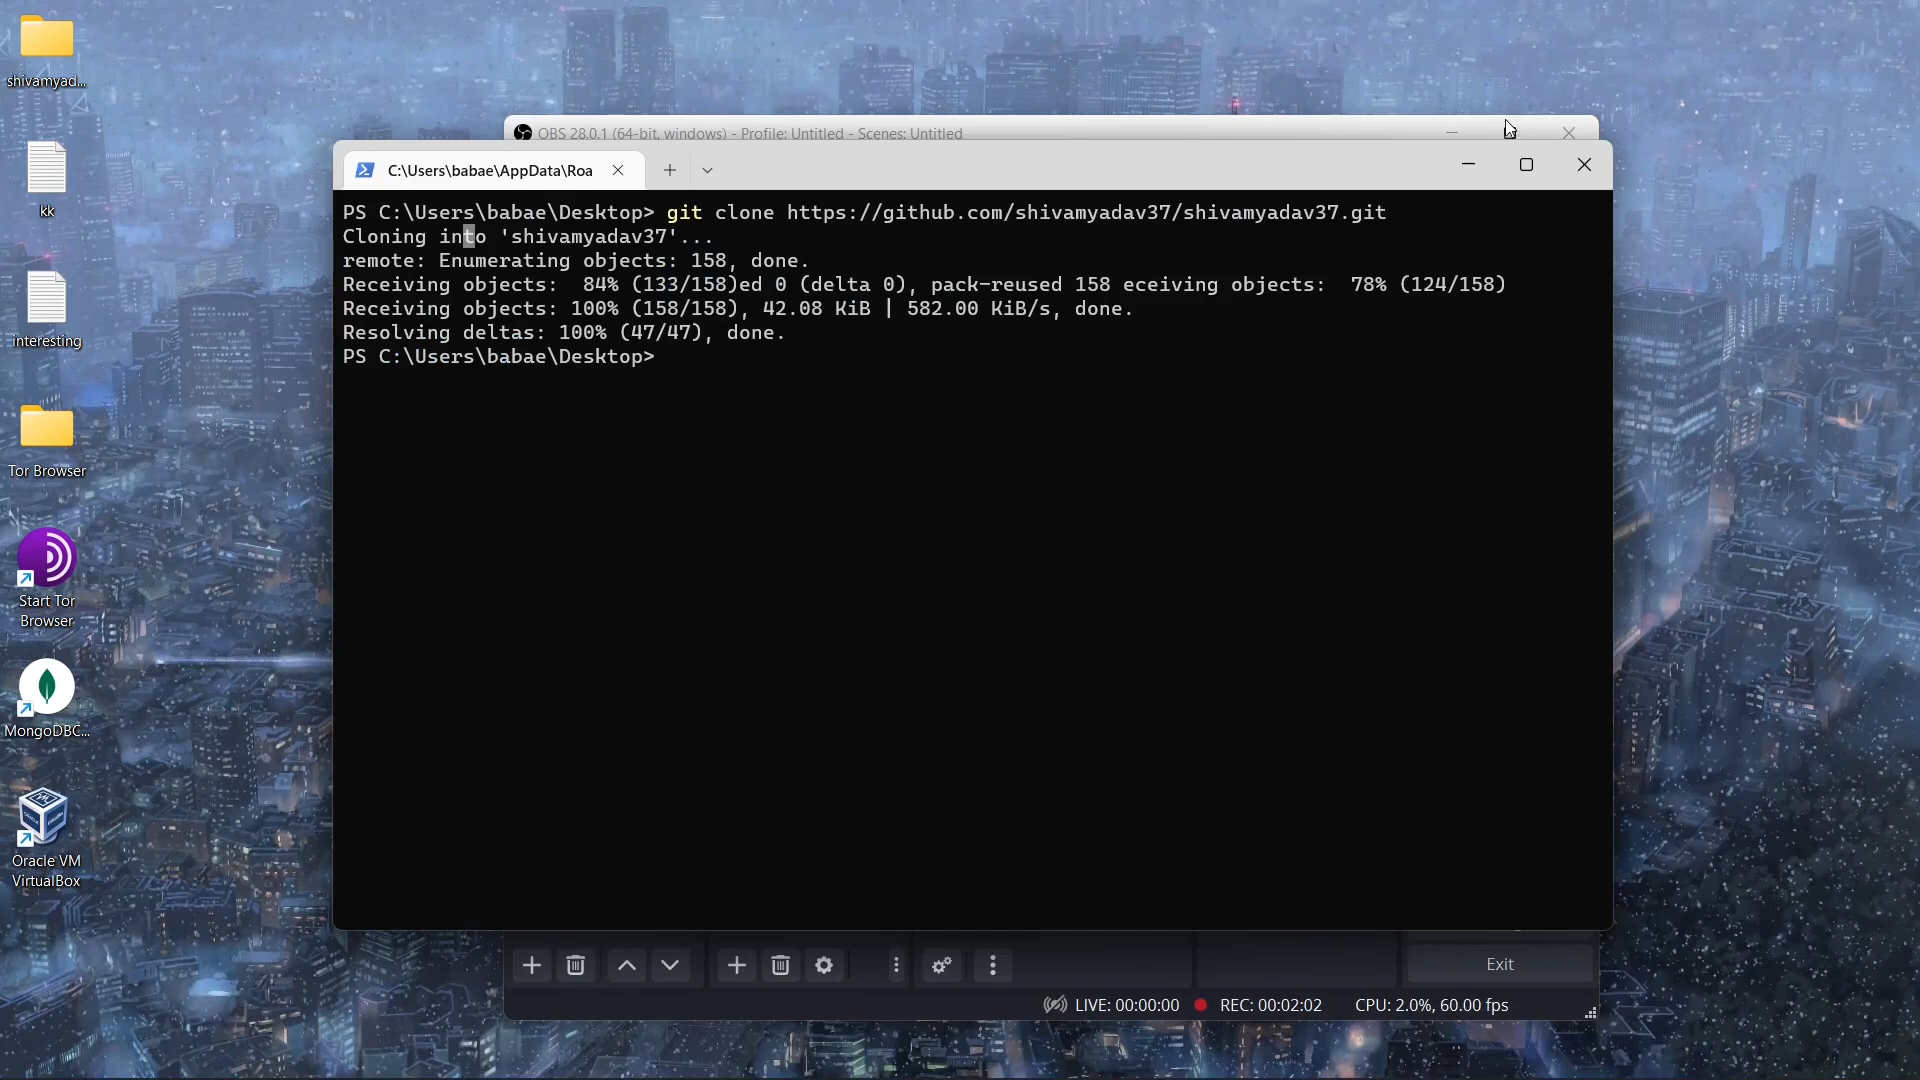 shivamyad...
kk
interesting
Tor Browser
Start Tor
Browser
MongoDBC...
Oracle VM
VirtualBox
OBS 28.0.1 (64-bit, windows) - Profile: Untitled - Scenes: Untitled
C:\Users\babae\AppData\Roa
PS C:\Users\babae\Desktop> git clone https://github.com/shivamyadav37/shivamyadav37.git
Cloning into 'shivamyadav37'...
remote: Enumerating objects: 158, done.
Receiving objects:  84% (133/158)ed 0 (delta 0), pack-reused 158 eceiving objects:  78% (124/158)
Receiving objects: 100% (158/158), 42.08 KiB | 582.00 KiB/s, done.
Resolving deltas: 100% (47/47), done.
PS C:\Users\babae\Desktop>
Exit
LIVE: 00:00:00 REC: 00:02:02 CPU: 2.0%, 60.00 fps